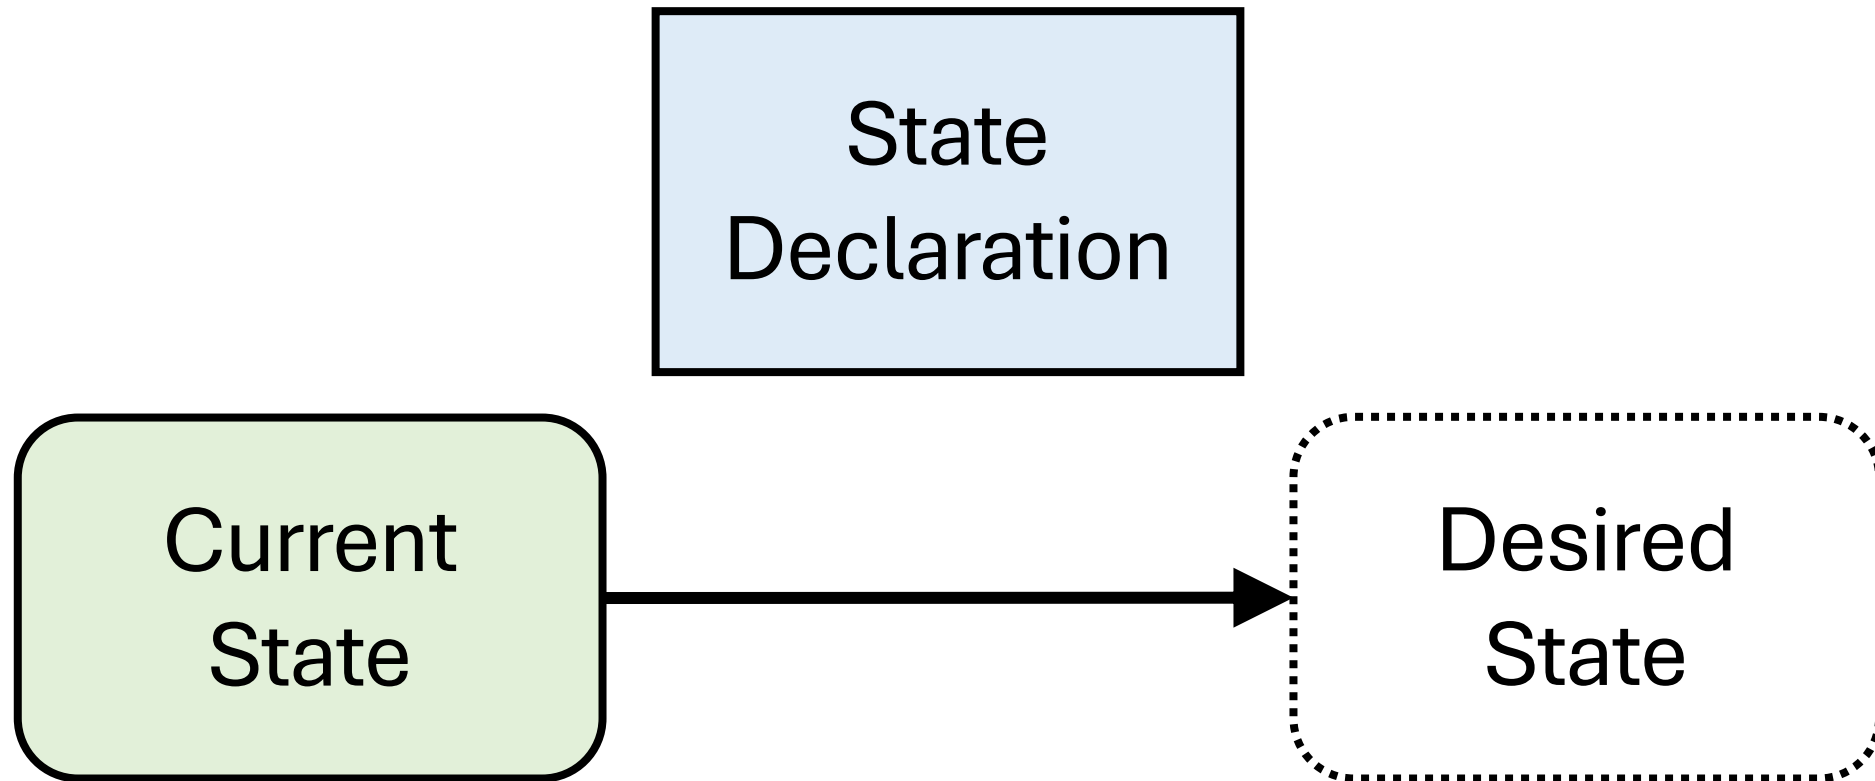 State
Declaration
Current
State
Desired
State